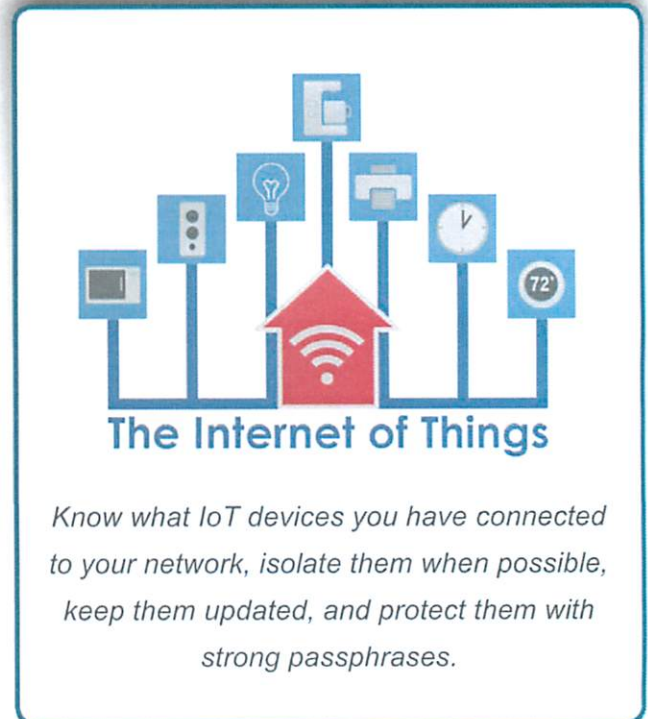 72°
The Internet of Things
Know what IoT devices you have connected
to your network, isolate them when possible,
keep them updated, and protect them with
strong passphrases.